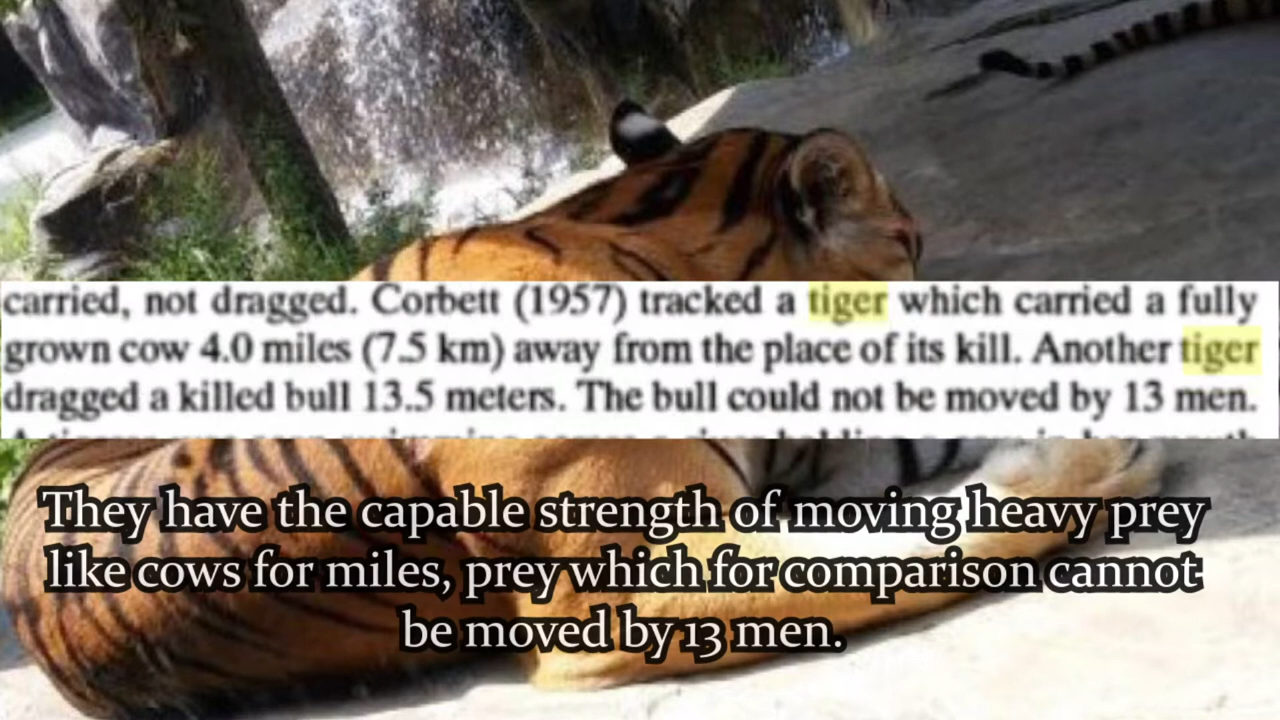 carried, not dragged. Corbett (1957) tracked a tiger which carried a fully
grown cow 4.0 miles (7.5 km) away from the place of its kill. Another tiger
dragged a killed bull 13.5 meters. The bull could not be moved by 13 men.
They have the capable strength of moving heavy prey
like cows for miles, prey which for comparison cannot
be moved by 13 men.